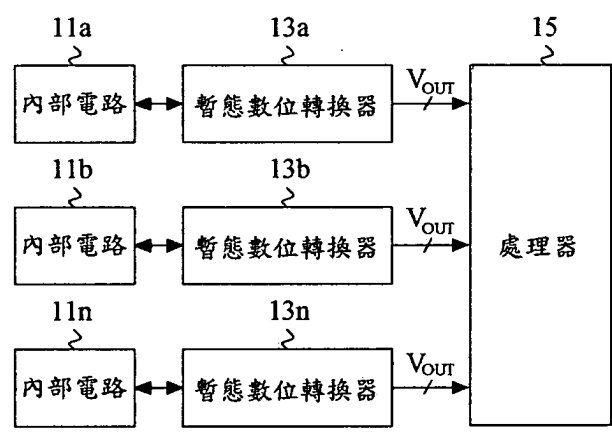 11a 13a 15
內部電路 暫態數位轉換器 VOUT
11b 13b
內部電路 暫態數位轉換器 VOUT 處理器
11n 13n
內部電路 暫態數位轉換器 VOUT